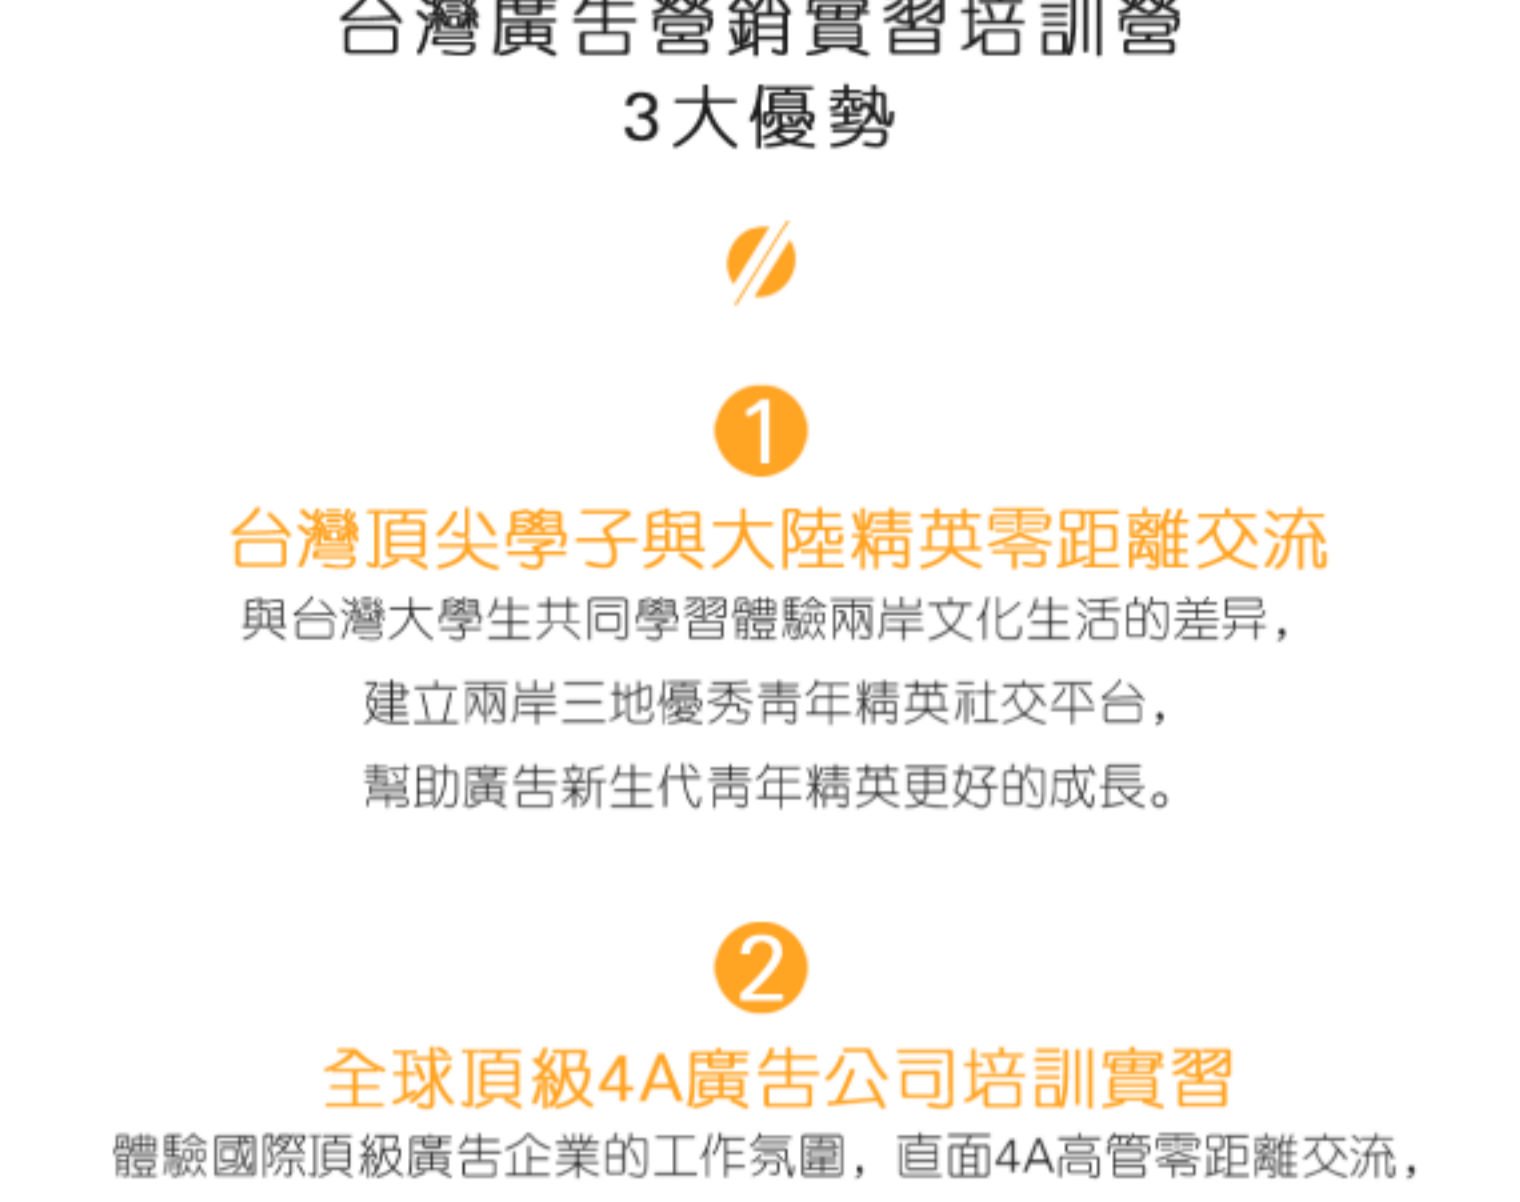 台灣廣告營銷實習培訓營
3大優勢
1
台灣頂尖學子與大陸精英零距離交流
與台灣大學生共同學習體驗兩岸文化生活的差异，
建立兩岸三地優秀青年精英社交平台，
幫助廣告新生代青年精英更好的成長。
2
全球頂級4A廣告公司培訓實習
體驗國際頂級廣告企業的工作氛圍，直面4A高管零距離交流，